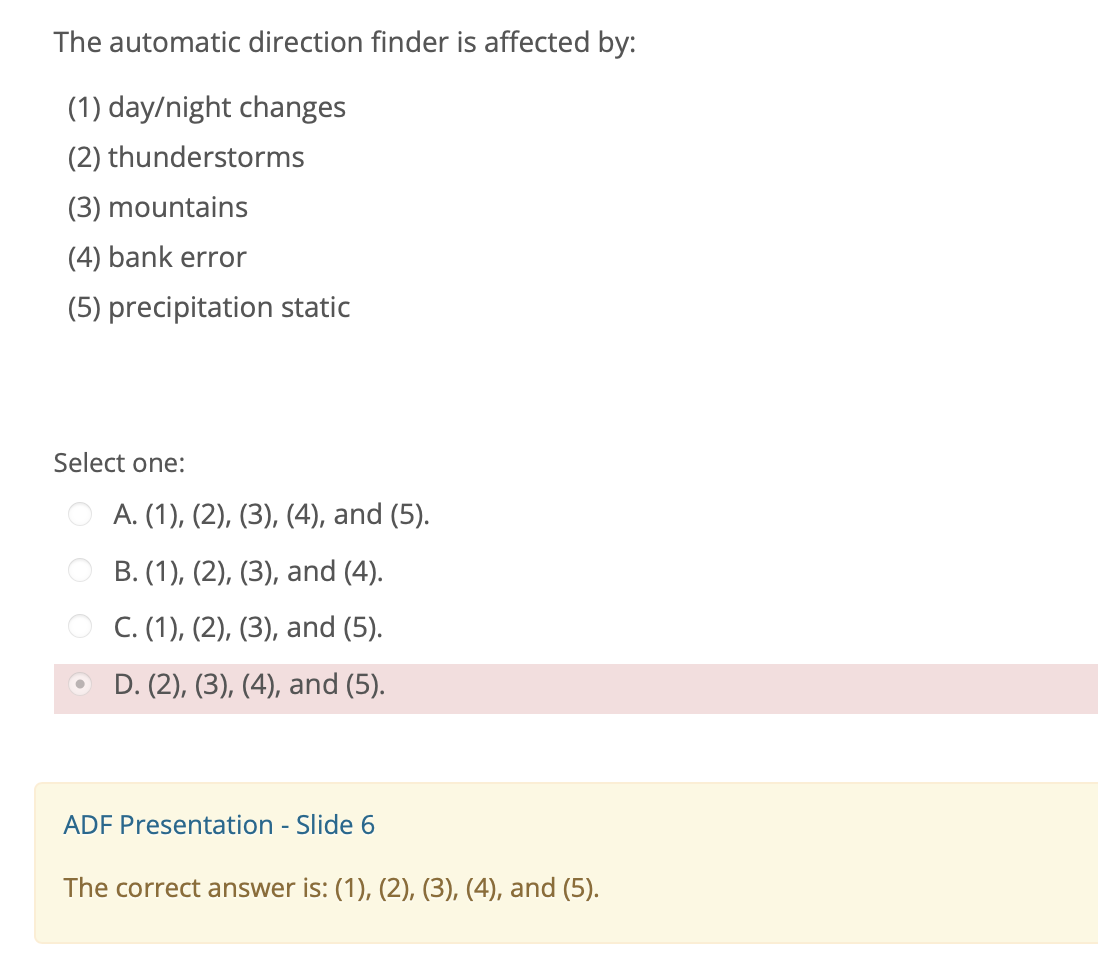 The automatic direction finder is affected by:
(1) day/night changes
(2) thunderstorms
(3) mountains
(4) bank error
(5) precipitation static
Select one:
A. (1), (2), (3), (4), and (5).
B. (1), (2), (3), and (4).
C. (1), (2), (3), and (5).
D. (2), (3), (4), and (5).
ADF Presentation - Slide 6
The correct answer is: (1), (2), (3), (4), and (5).